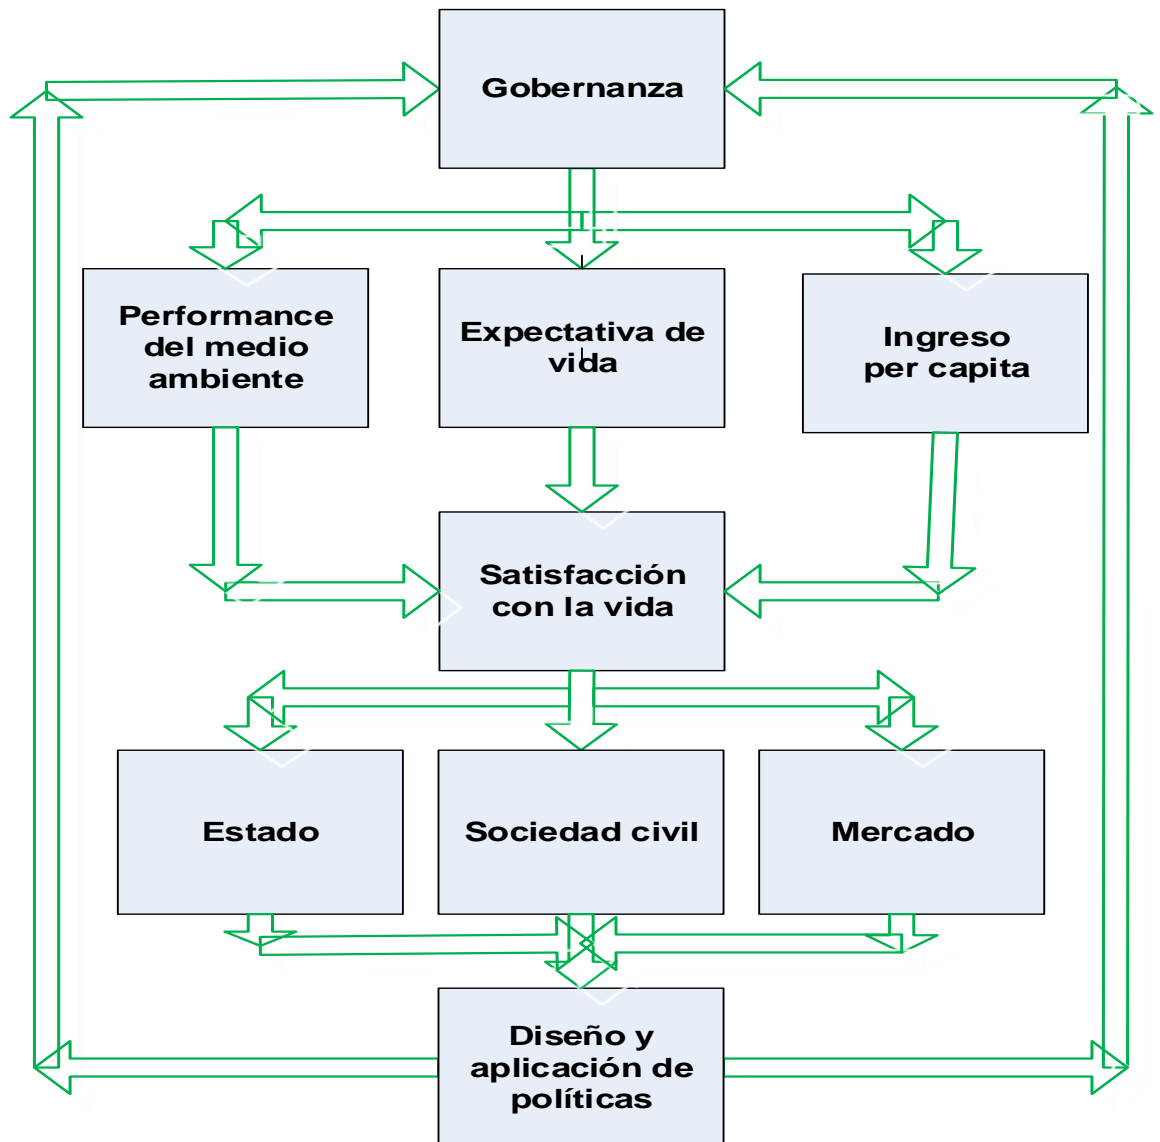 Gobernanza
Performance
del medio
ambiente
Expectativa de
vida
Ingreso
per capita
Satisfacción
con la vida
Estado
Sociedad civil
Mercado
Diseño y
aplicación de
políticas